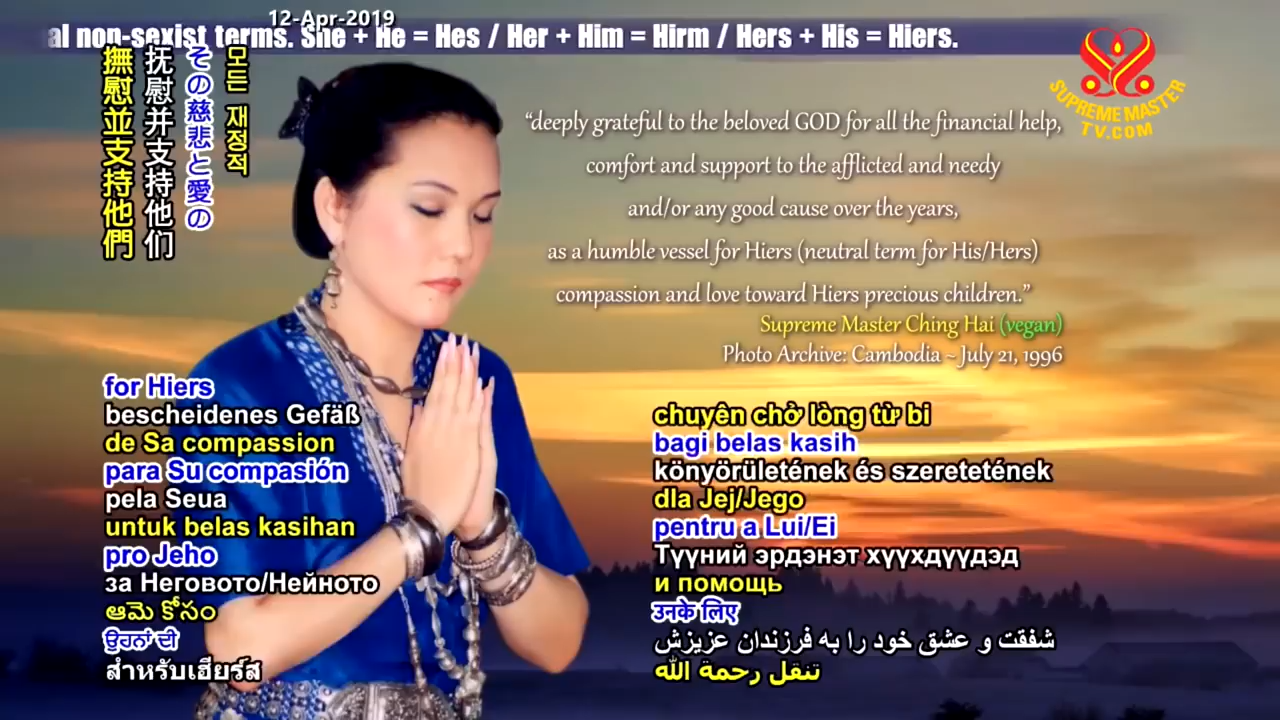 12-Apr-2019
al non-sexist terms. She + He = Hes / Her + Him = Hirm / Hers + His = Hiers.
SUPREME MASTER
TV.COM
모든 재정적
その慈悲と愛の
抚慰并支持他们
撫慰並支持他們
“deeply grateful to the beloved GOD for all the financial help,
comfort and support to the afflicted and needy
and/or any good cause over the years,
as a humble vessel for Hiers (neutral term for His/Hers)
compassion and love toward Hiers precious children.”
Supreme Master Ching Hai (vegan)
Photo Archive: Cambodia ~ July 21, 1996
for Hiers
bescheidenes Gefäß
de Sa compassion
para Su compasión
pela Seua
untuk belas kasihan
pro Jeho
за Неговото/Нейното
ఆమె కోసం
ਉਹਨਾਂ ਦੀ
สำหรับเฮียร์ส
chuyên chở lòng từ bi
bagi belas kasih
könyörületének és szeretetének
dla Jej/Jego
pentru a Lui/Ei
Түүний эрдэнэт хүүхдүүдэд
и помощь
उनके लिए
شفقت و عشق خود را به فرزندان عزیزش
تنقل رحمة الله